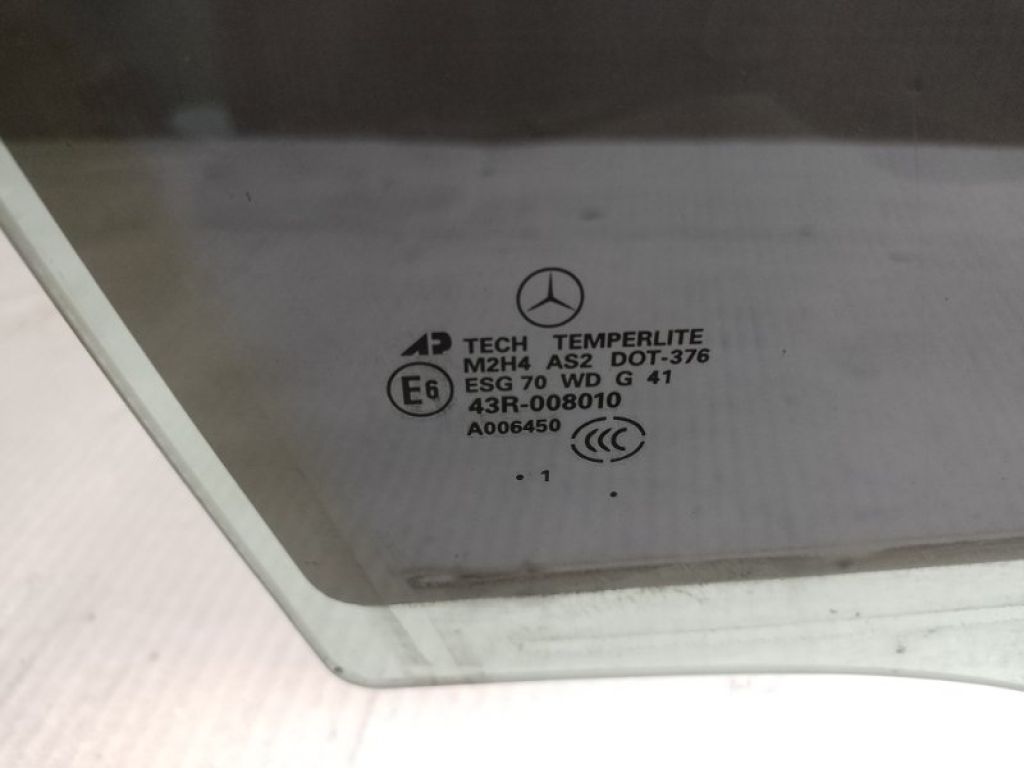 AP TECH TEMPERLITE
M2H4 AS2 DOT-376
E6 ESG 70 WD G 41
43R-008010
A006450 CCC
. 1
.